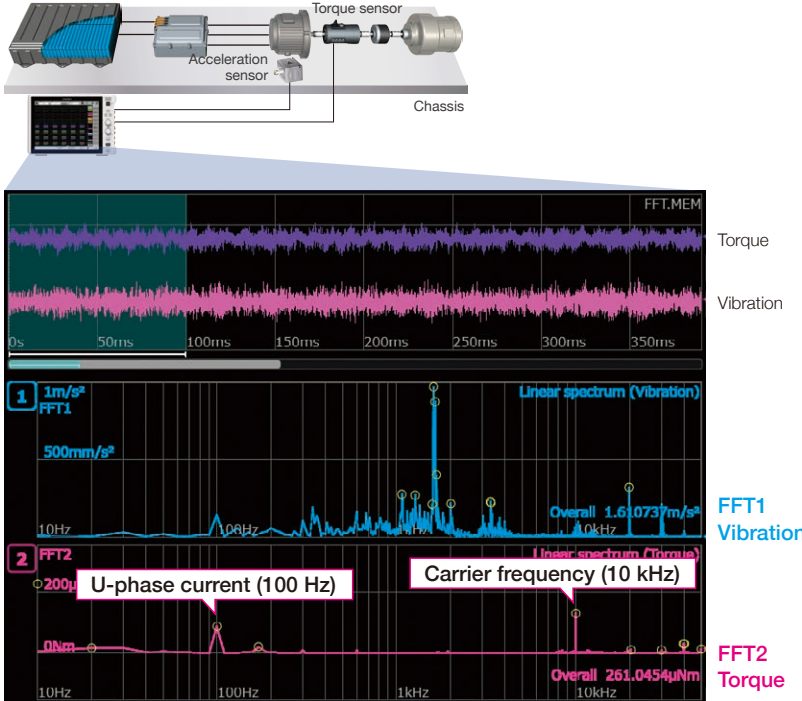 Torque sensor
Acceleration
sensor
Chassis
FFT.MEM
Torque
Vibration
0s 50ms 100ms 150ms 200ms 250ms 300ms 350ms
1 1m/s² Linear spectrum (Vibration)
FFT1
500mm/s²
Overall 1.610737m/s²
10Hz 100Hz 1kHz 10kHz
FFT1
Vibration
2 FFT2 Linear spectrum (Torque)
200µ
U-phase current (100 Hz)
Carrier frequency (10 kHz)
0Nm
Overall 261.0454µNm
10Hz 100Hz 1kHz 10kHz
FFT2
Torque